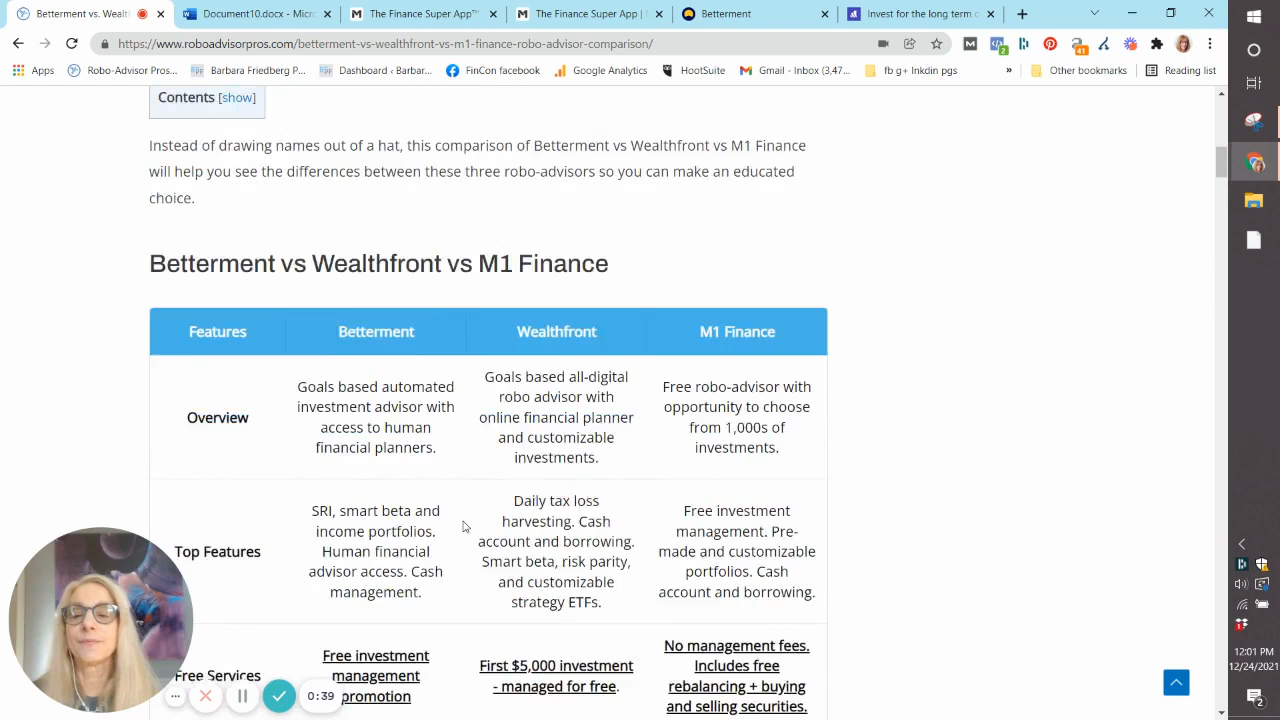 Betterment vs Wealth
Document10.docx - Micros
The Finance Super App™
The Finance Super App |
Betterment
Invest for the long term
https://www.roboadvisorpros.com/betterment-vs-wealthfront-vs-m1-finance-robo-advisor-comparison/
Apps
Robo-Advisor Pros...
Barbara Friedberg P...
Dashboard ‹ Barbar...
FinCon facebook
Google Analytics
HootSuite
Gmail - Inbox (3,47...
fb g+ lnkdin pgs
»
Other bookmarks
Reading list
Contents [show]
Instead of drawing names out of a hat, this comparison of Betterment vs Wealthfront vs M1 Finance
will help you see the differences between these three robo-advisors so you can make an educated
choice.
Betterment vs Wealthfront vs M1 Finance
Features
Betterment
Wealthfront
M1 Finance
Overview
Goals based automated
investment advisor with
access to human
financial planners.
Goals based all-digital
robo advisor with
online financial planner
and customizable
investments.
Free robo-advisor with
opportunity to choose
from 1,000s of
investments.
Top Features
SRI, smart beta and
income portfolios.
Human financial
advisor access. Cash
management.
Daily tax loss
harvesting. Cash
account and borrowing.
Smart beta, risk parity,
and customizable
strategy ETFs.
Free investment
management. Pre-
made and customizable
portfolios. Cash
account and borrowing.
Free Services
Free investment
management
promotion
First $5,000 investment
- managed for free.
No management fees.
Includes free
rebalancing + buying
and selling securities.
0:39
12:01 PM
12/24/2021
2
41
2